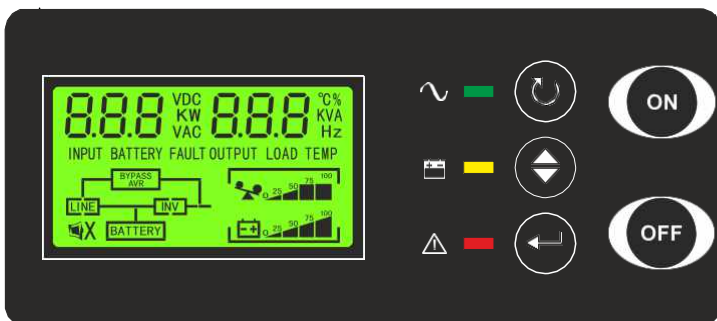 8.8.8 VDC KW VAC 8.8.8 °C% KVA Hz
INPUT BATTERY FAULT OUTPUT LOAD TEMP
BYPASS
AVR
LINE
INV
X BATTERY
0 25 50 75 100
0 25 50 75 100
ON
OFF